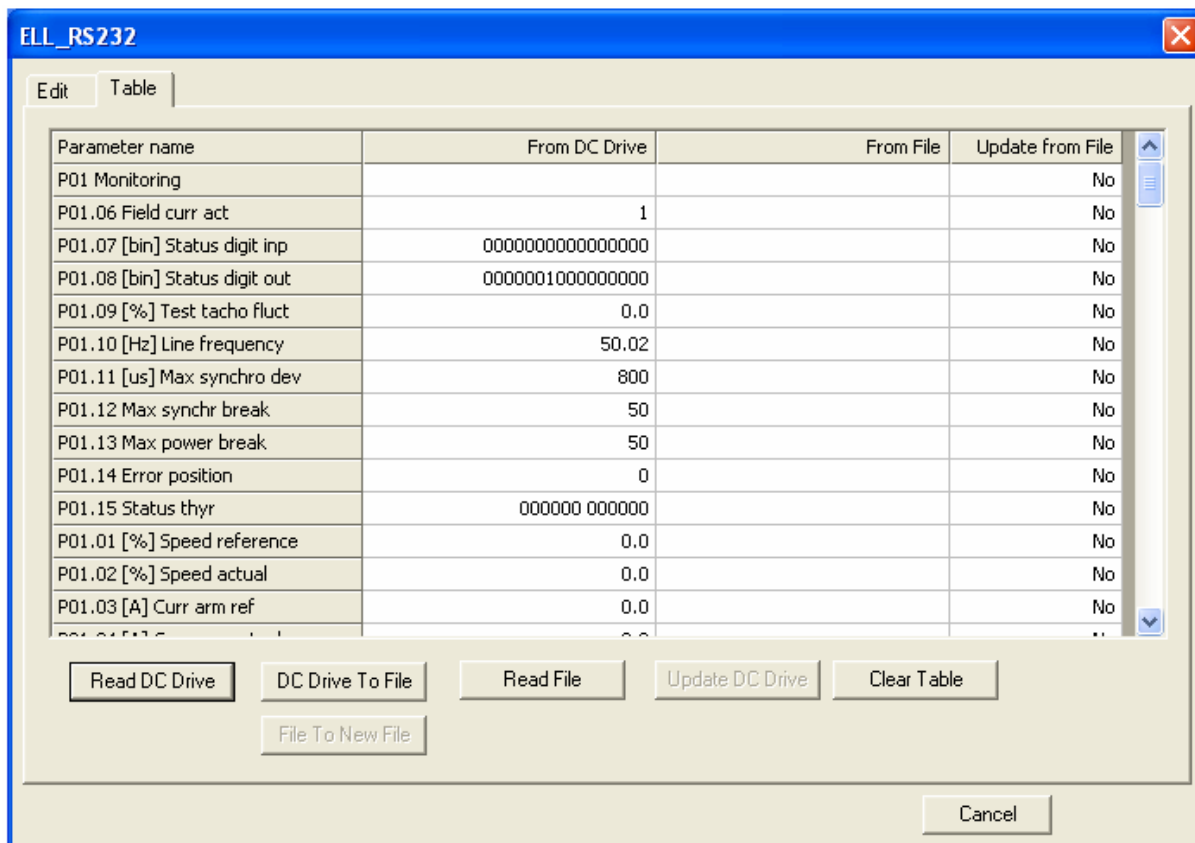 ELL_RS232
Edit Table
Parameter name From DC Drive From File Update from File
P01 Monitoring No
P01.06 Field curr act 1 No
P01.07 [bin] Status digit inp 0000000000000000 No
P01.08 [bin] Status digit out 0000001000000000 No
P01.09 [%] Test tacho fluct 0.0 No
P01.10 [Hz] Line frequency 50.02 No
P01.11 [us] Max synchro dev 800 No
P01.12 Max synchr break 50 No
P01.13 Max power break 50 No
P01.14 Error position 0 No
P01.15 Status thyr 000000 000000 No
P01.01 [%] Speed reference 0.0 No
P01.02 [%] Speed actual 0.0 No
P01.03 [A] Curr arm ref 0.0 No
Read DC Drive DC Drive To File Read File Update DC Drive Clear Table
File To New File
Cancel